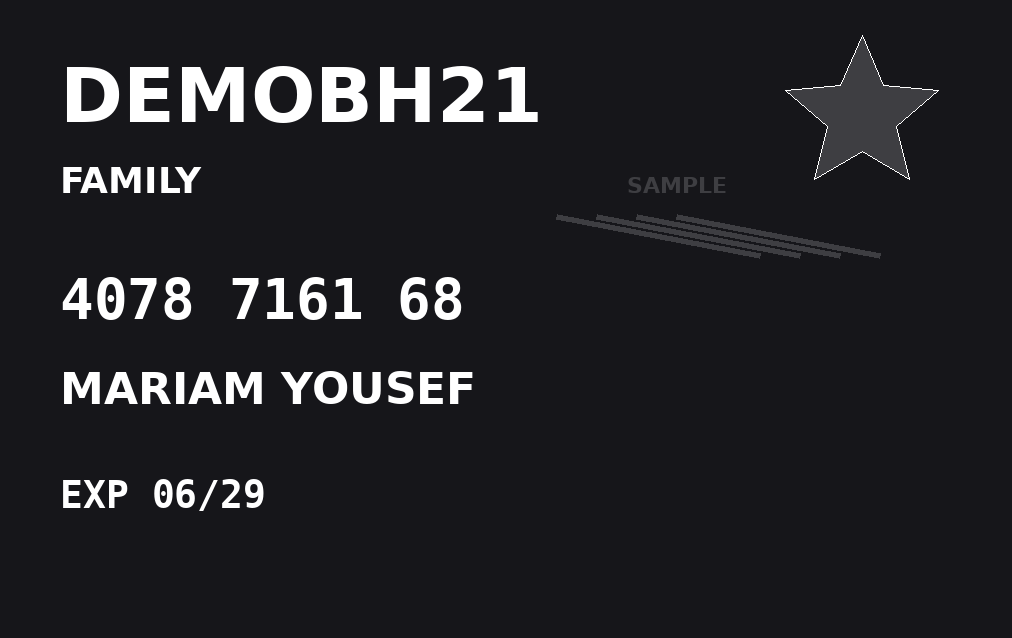 DEMOBH21
FAMILY
SAMPLE
4078 7161 68
MARIAM YOUSEF
EXP 06/29